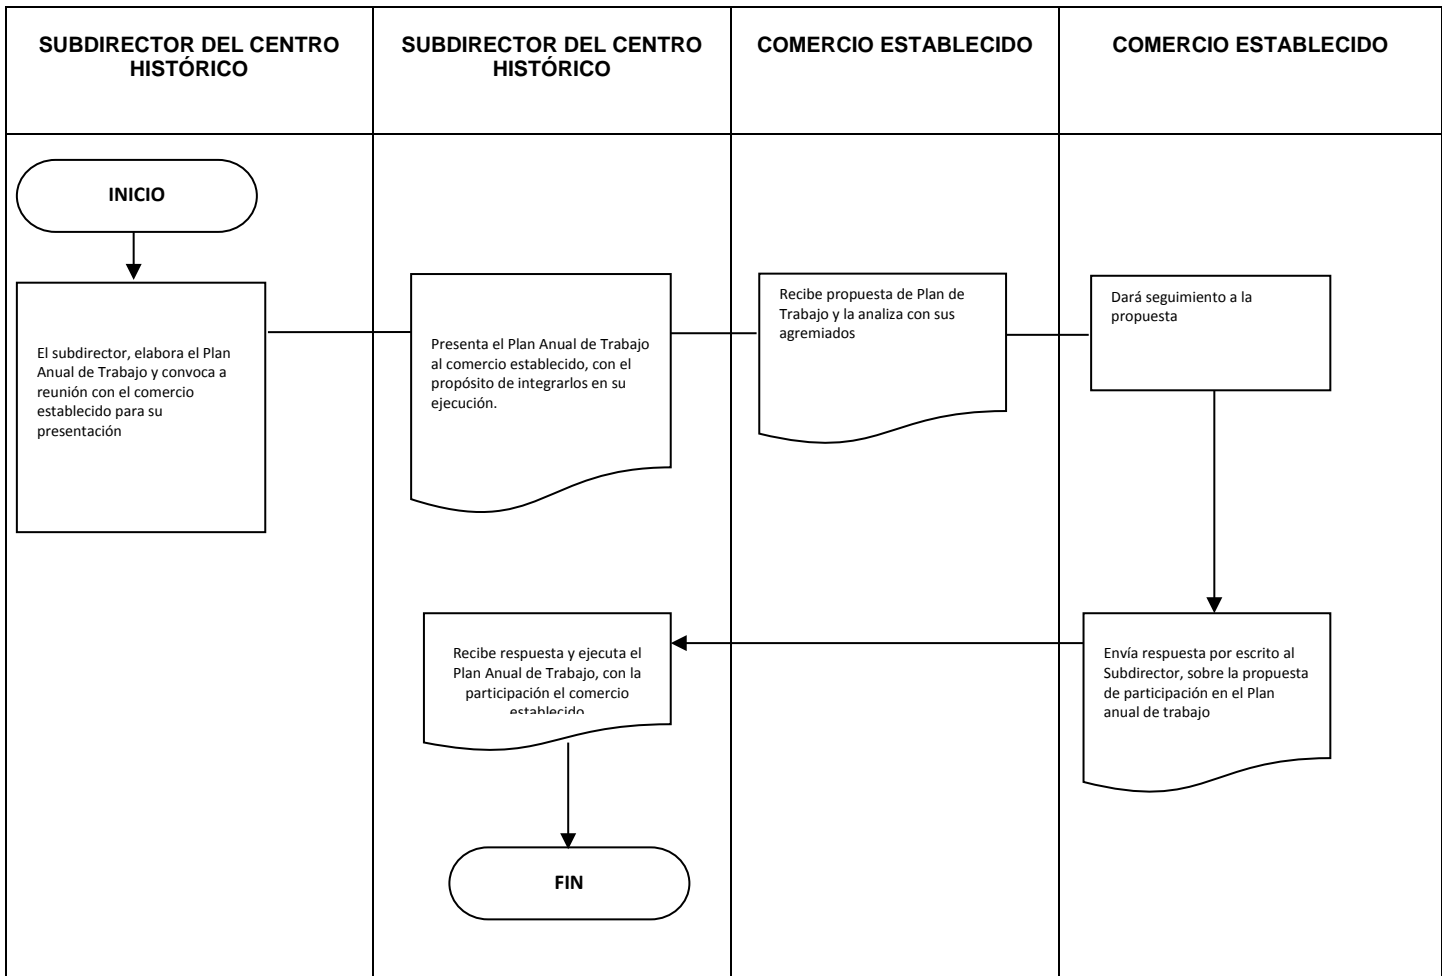 SUBDIRECTOR DEL CENTRO
HISTÓRICO
SUBDIRECTOR DEL CENTRO
HISTÓRICO
COMERCIO ESTABLECIDO
COMERCIO ESTABLECIDO
INICIO
El subdirector, elabora el Plan
Anual de Trabajo y convoca a
reunión con el comercio
establecido para su
presentación
Presenta el Plan Anual de Trabajo
al comercio establecido, con el
propósito de integrarlos en su
ejecución.
Recibe propuesta de Plan de
Trabajo y la analiza con sus
agremiados
Dará seguimiento a la
propuesta
Envía respuesta por escrito al
Subdirector, sobre la propuesta
de participación en el Plan
anual de trabajo
Recibe respuesta y ejecuta el
Plan Anual de Trabajo, con la
participación el comercio
establecido
FIN